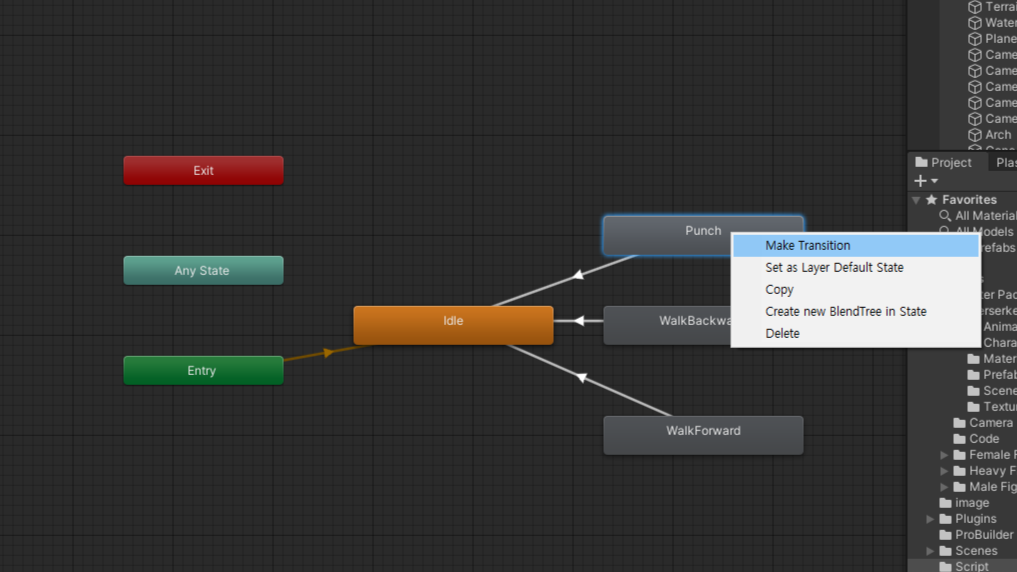 Exit
Any State
Entry
Idle
Punch
WalkBackwa
WalkForward
Make Transition
Set as Layer Default State
Copy
Create new BlendTree in State
Delete
Terrai
Water
Plane
Came
Came
Came
Came
Came
Arch
Project
Plas
Favorites
All Material
All Models
refabs
s
ter Pac
erserke
Anima
Chara
Mater
Prefab
Scene
Textu
Camera
Code
Female F
Heavy F
Male Fig
image
Plugins
ProBuilder
Scenes
Script